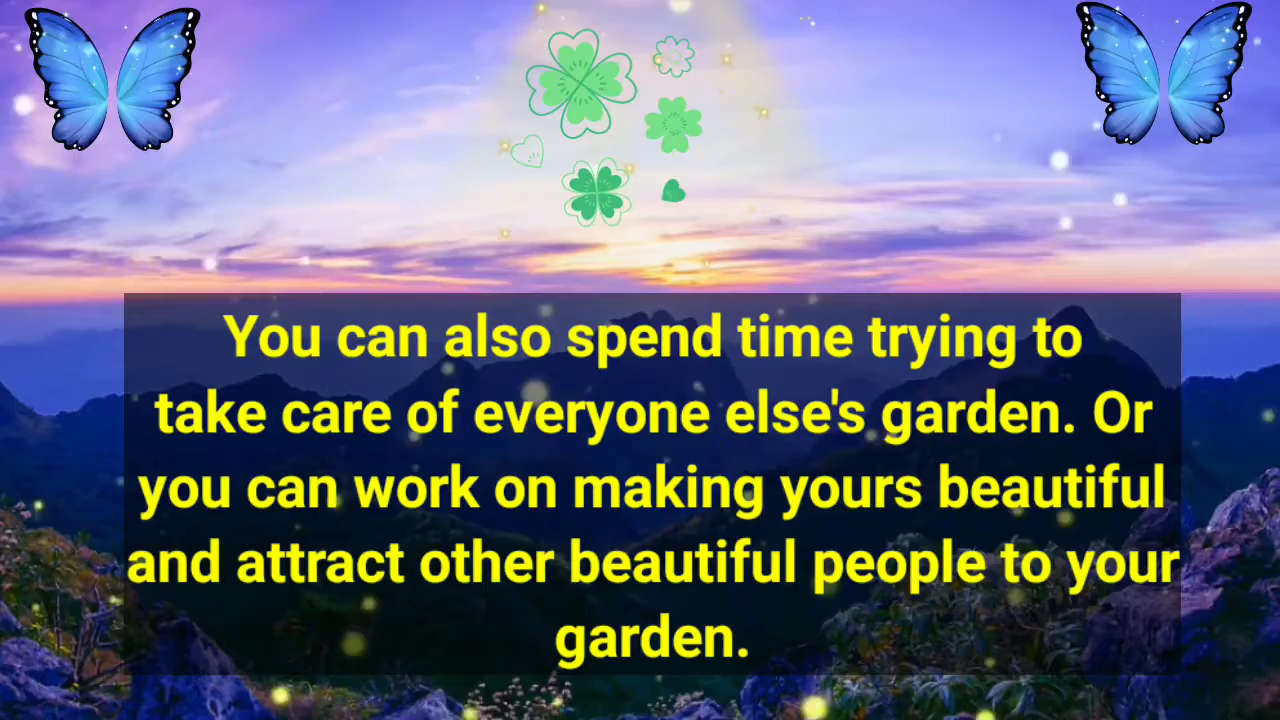 You can also spend time trying to
take care of everyone else's garden. Or
you can work on making yours beautiful
and attract other beautiful people to your
garden.